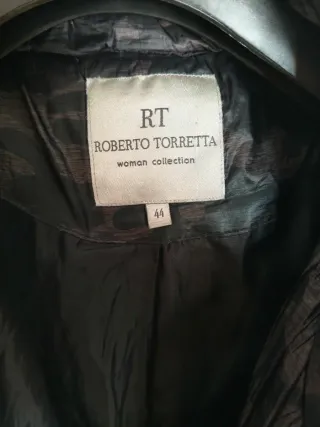 RT
ROBERTO TORRETTA
woman collection
44